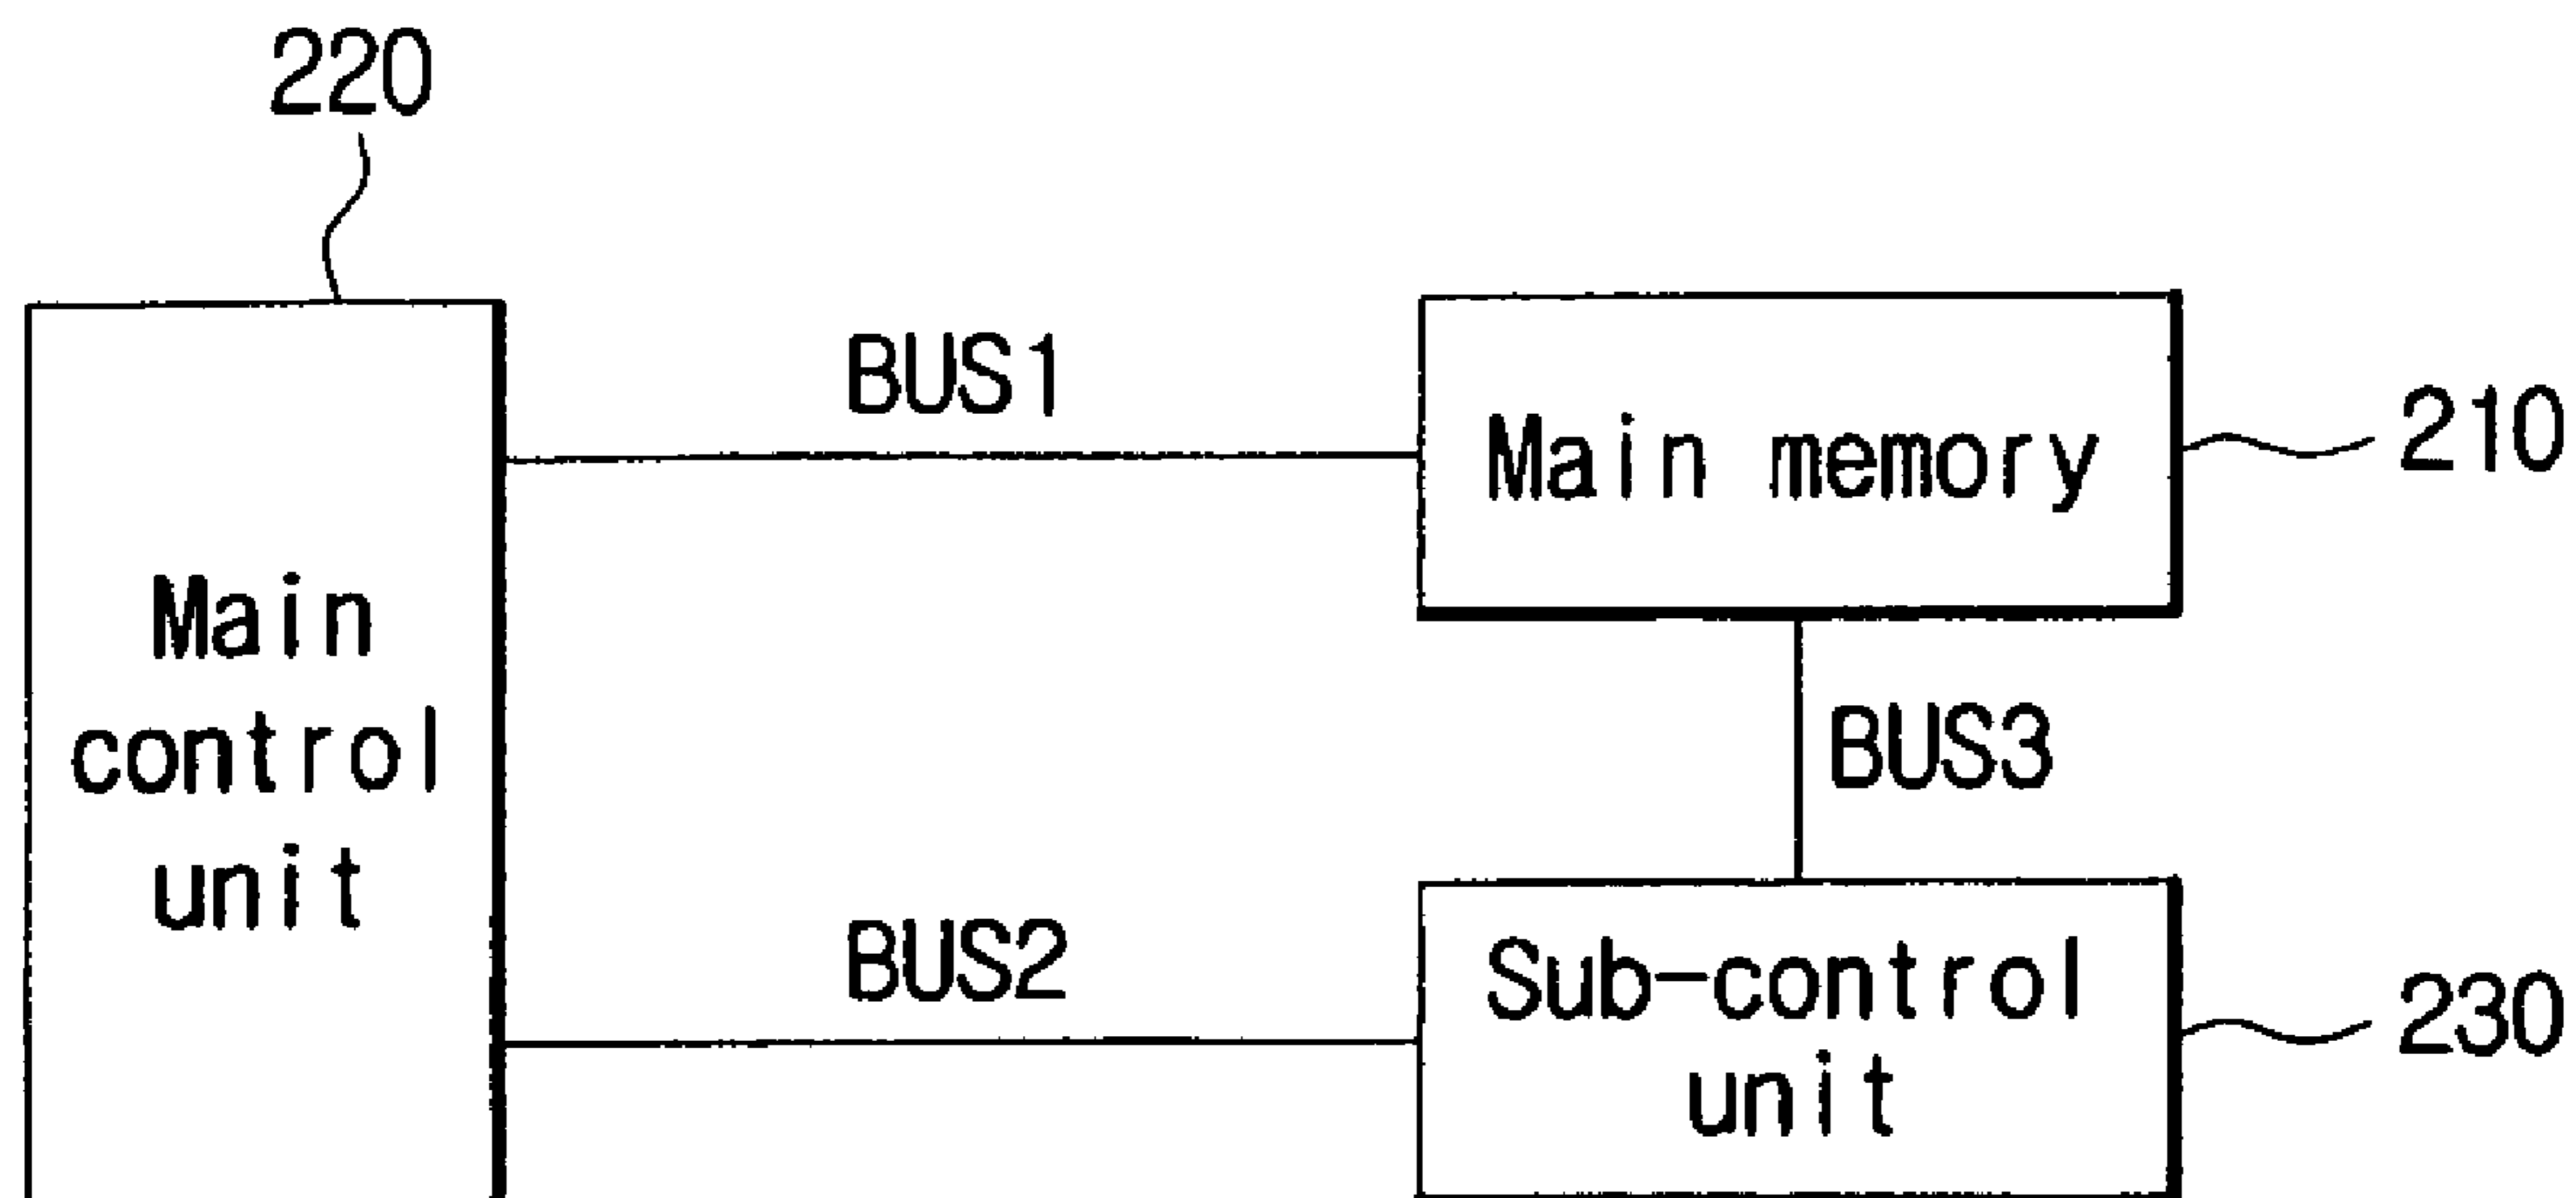 220
BUS1
Main memory
210
Main
control
unit
BUS3
BUS2
Sub-control
unit
230